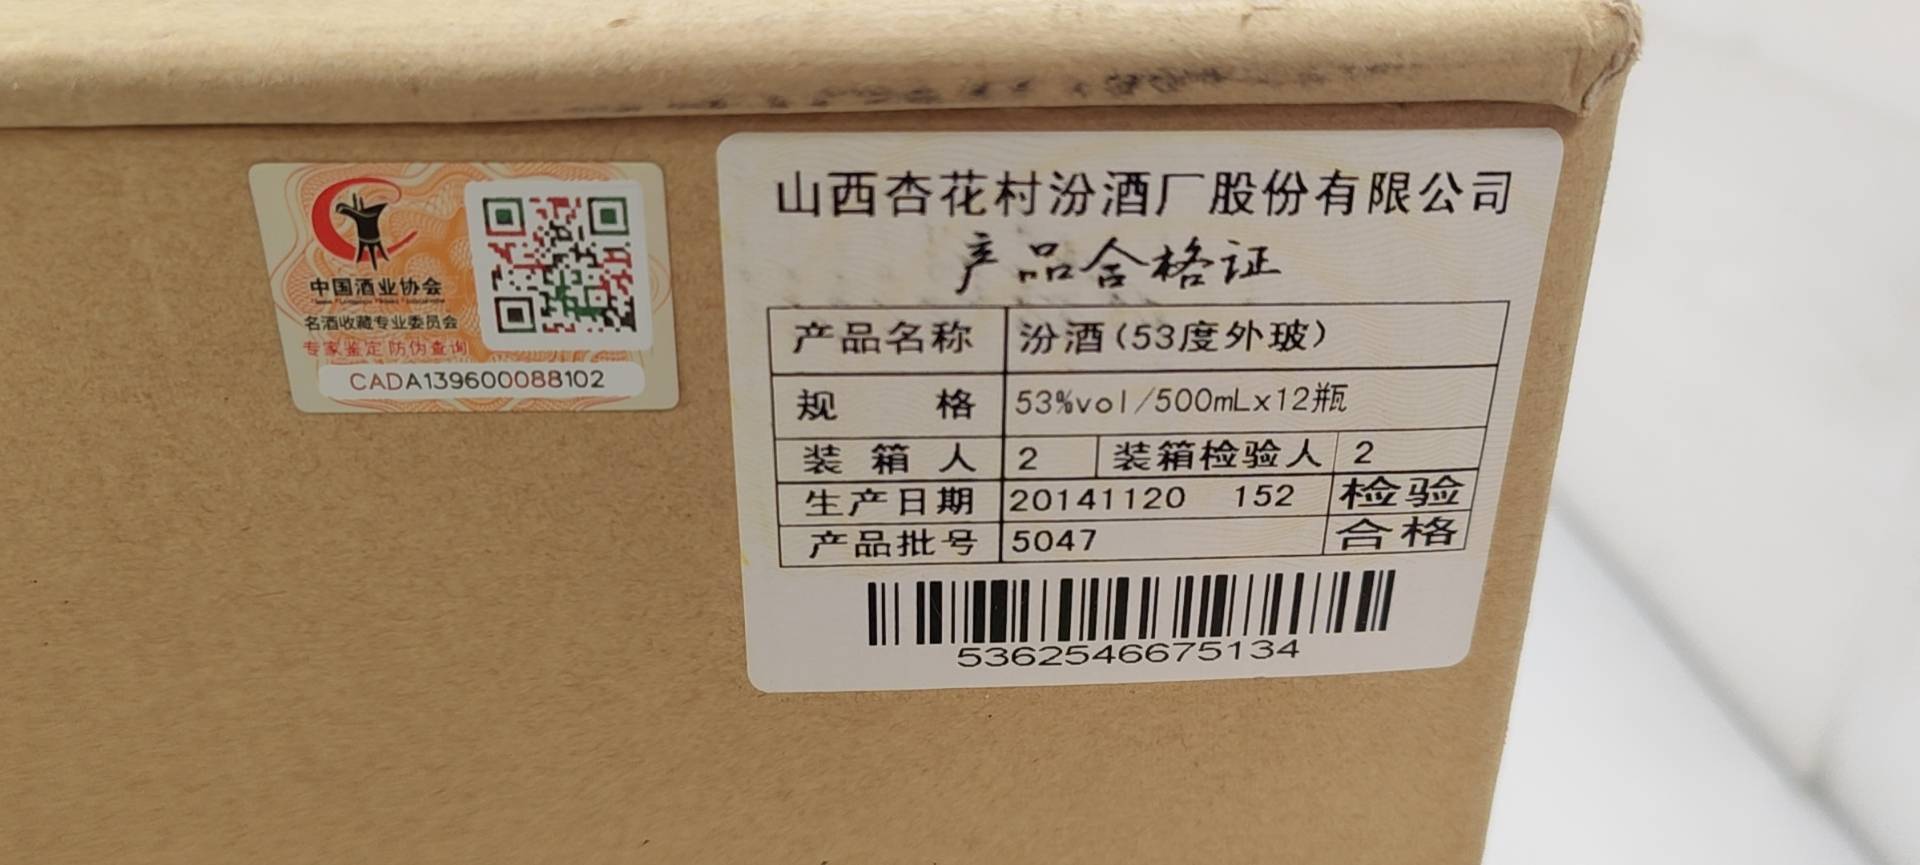 中国酒业协会
名酒收藏专业委员会
专家鉴定 防伪查询
CADA139600088102
山西杏花村汾酒厂股份有限公司
产品合格证
产品名称 汾酒(53度外玻)
规 格 53%vol/500mLx12瓶
装 箱 人 2 装箱检验人 2
生产日期 20141120 152 检验
产品批号 5047 合格
5362546675134